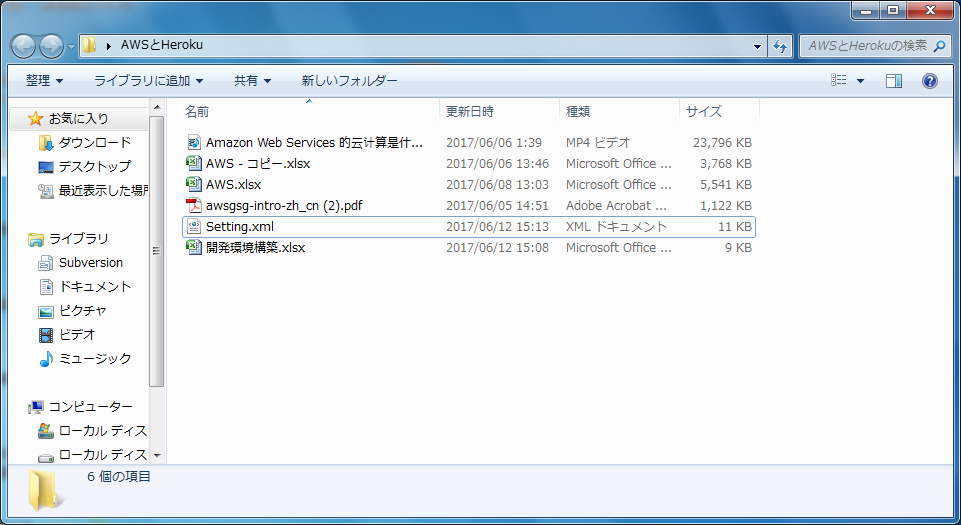 AWSとHeroku
AWSとHerokuの検索
整理 ライブラリに追加 共有 新しいフォルダー
お気に入り
ダウンロード
デスクトップ
最近表示した場所
ライブラリ
Subversion
ドキュメント
ピクチャ
ビデオ
ミュージック
コンピューター
ローカル ディス
ローカル ディス
名前 更新日時 種類 サイズ
Amazon Web Services 的云计算是什... 2017/06/06 1:39 MP4 ビデオ 23,796 KB
AWS - コピー.xlsx 2017/06/06 13:46 Microsoft Office ... 3,768 KB
AWS.xlsx 2017/06/08 13:03 Microsoft Office ... 5,541 KB
awsgsg-intro-zh_cn (2).pdf 2017/06/05 14:51 Adobe Acrobat ... 1,122 KB
Setting.xml 2017/06/12 15:13 XML ドキュメント 11 KB
開発環境構築.xlsx 2017/06/12 15:08 Microsoft Office ... 9 KB
6 個の項目